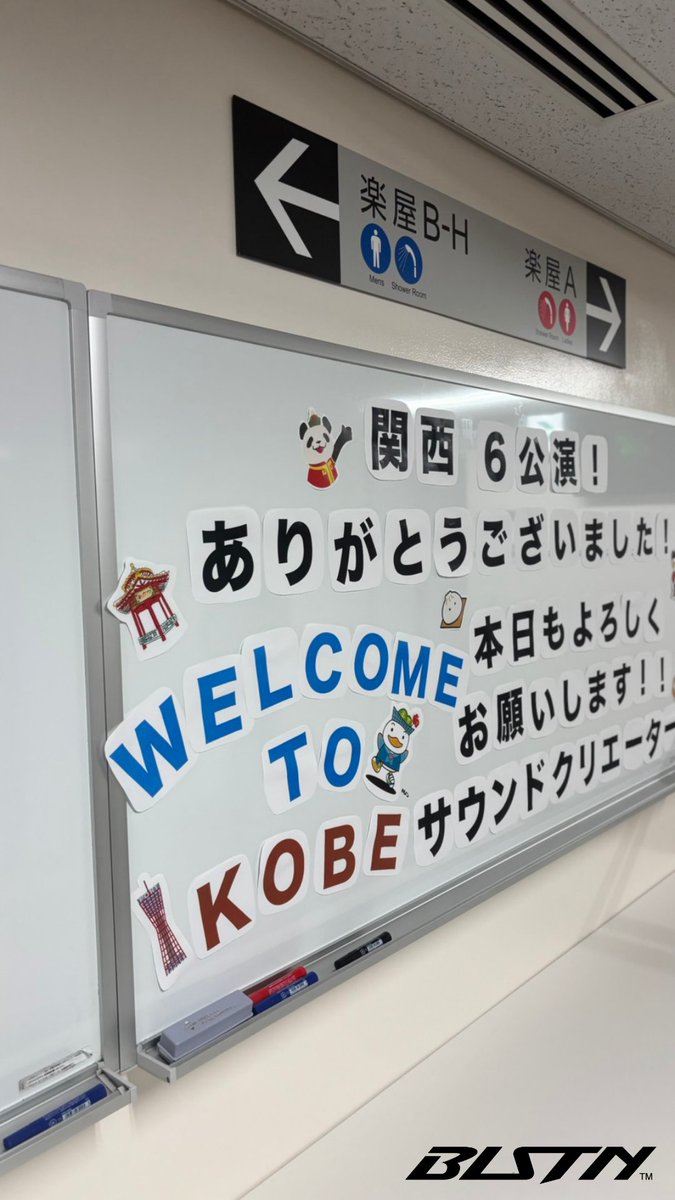 楽屋B-H
Mens Shower Room
楽屋A
Shower Room Ladies
関西 6公演！
ありがとうございました！
WELCOME
TO
KOBE
本日もよろしく
お願いします！！
サウンドクリエーター
BLSTN™